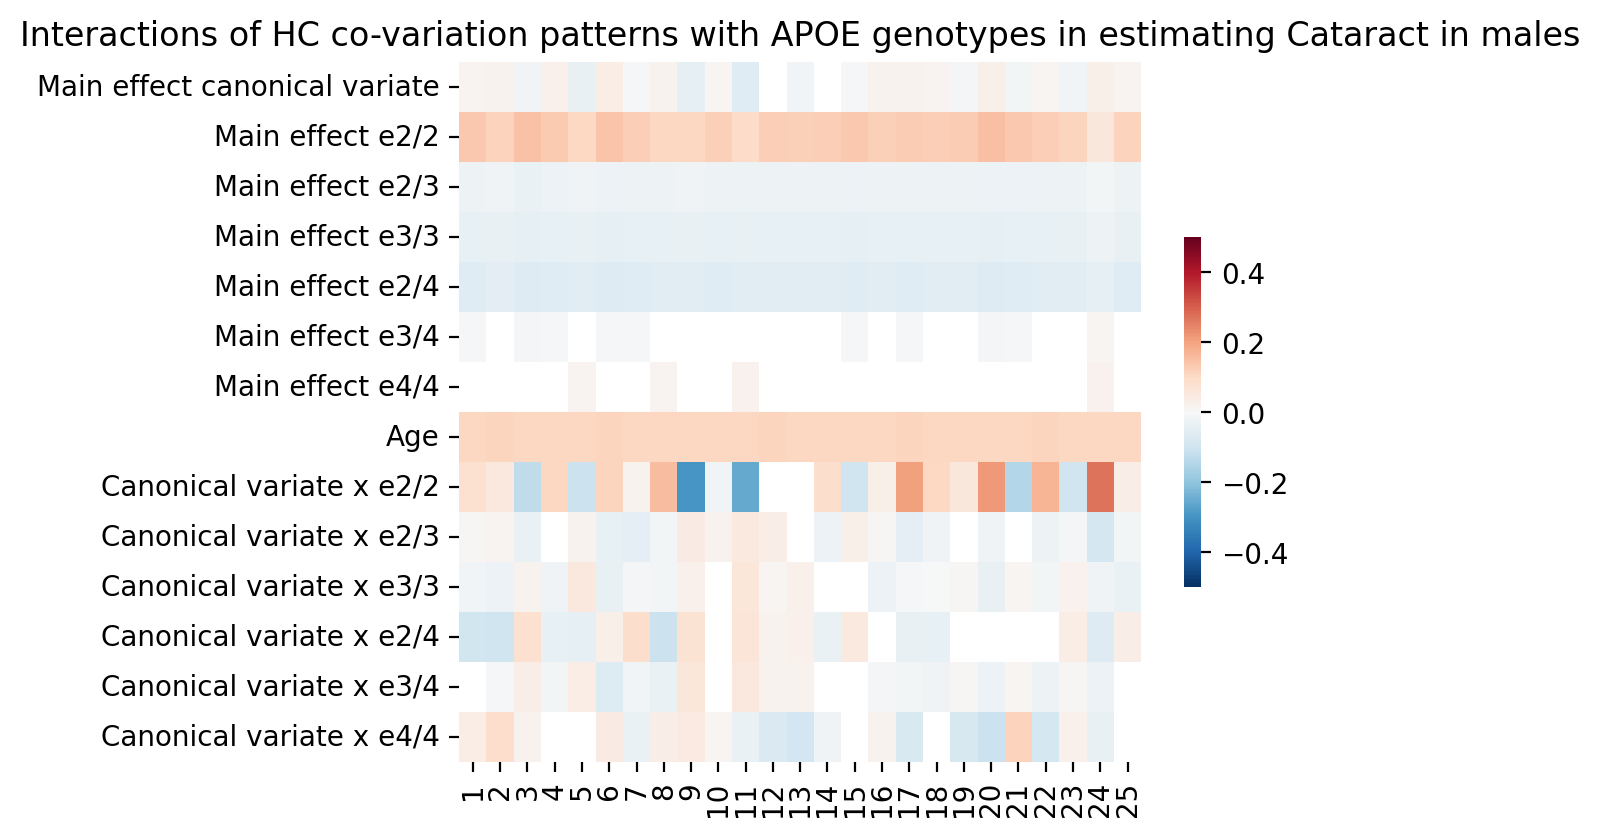 Interactions of HC co-variation patterns with APOE genotypes in estimating Cataract in males
Main effect canonical variate
Main effect e2/2
Main effect e2/3
Main effect e3/3
Main effect e2/4
Main effect e3/4
Main effect e4/4
Age
Canonical variate x e2/2
Canonical variate x e2/3
Canonical variate x e3/3
Canonical variate x e2/4
Canonical variate x e3/4
Canonical variate x e4/4
1 2 3 4 5 6 7 8 9 10 11 12 13 14 15 16 17 18 19 20 21 22 23 24 25
0.4
0.2
0.0
−0.2
−0.4